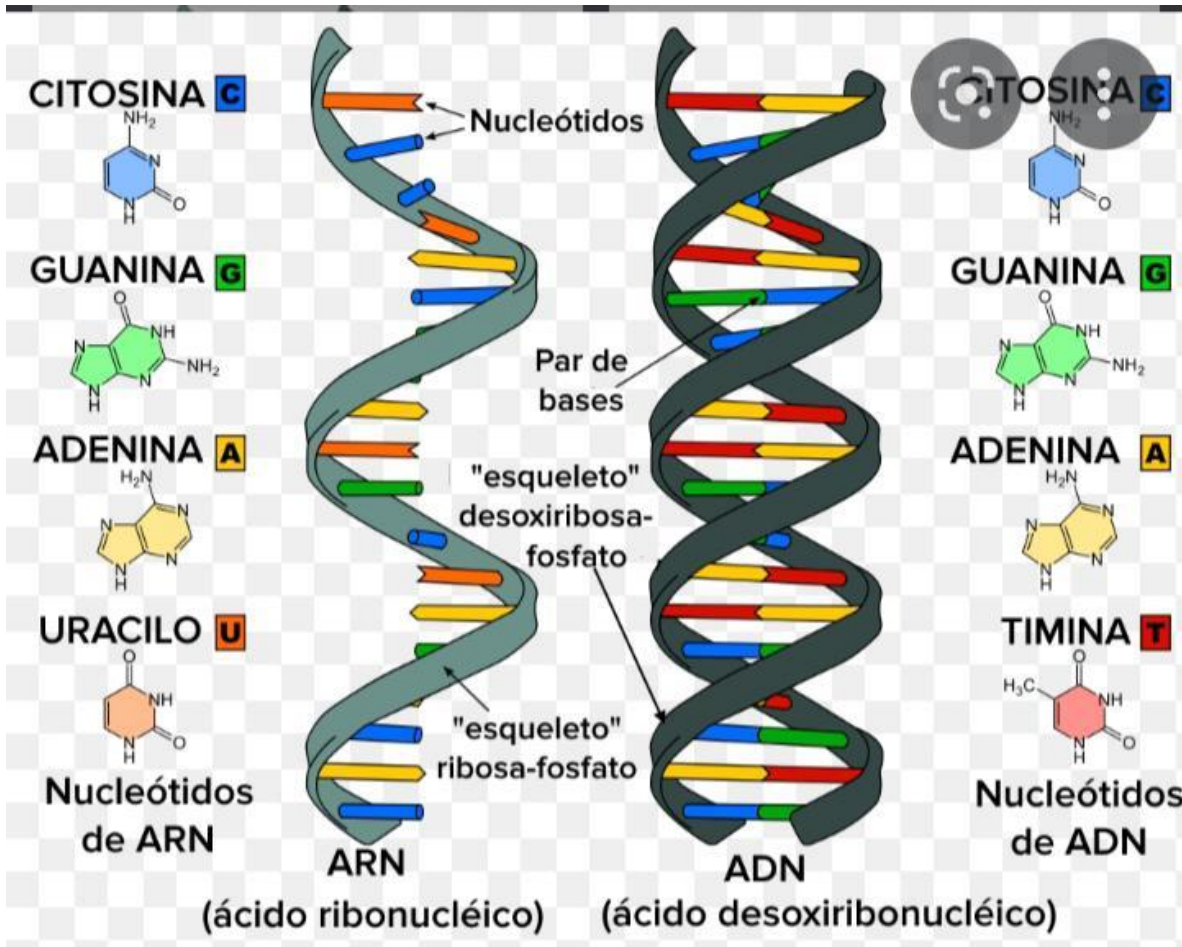 CITOSINA C
NH₂
N
N
H
O
GUANINA G
O
NH
N
N
H
N
NH₂
ADENINA A
H₂N
N
N
N
H
N
URACILO U
O
NH
N
H
O
Nucleótidos
de ARN
Nucleótidos
Par de
bases
"esqueleto"
desoxiribosa-
fosfato
"esqueleto"
ribosa-fosfato
ARN
(ácido ribonucléico)
ADN
(ácido desoxiribonucléico)
CITOSINA C
NH₂
N
N
H
O
GUANINA G
O
NH
N
N
H
N
NH₂
ADENINA A
H₂N
N
N
N
H
N
TIMINA T
O
H₃C
NH
N
H
O
Nucleótidos
de ADN